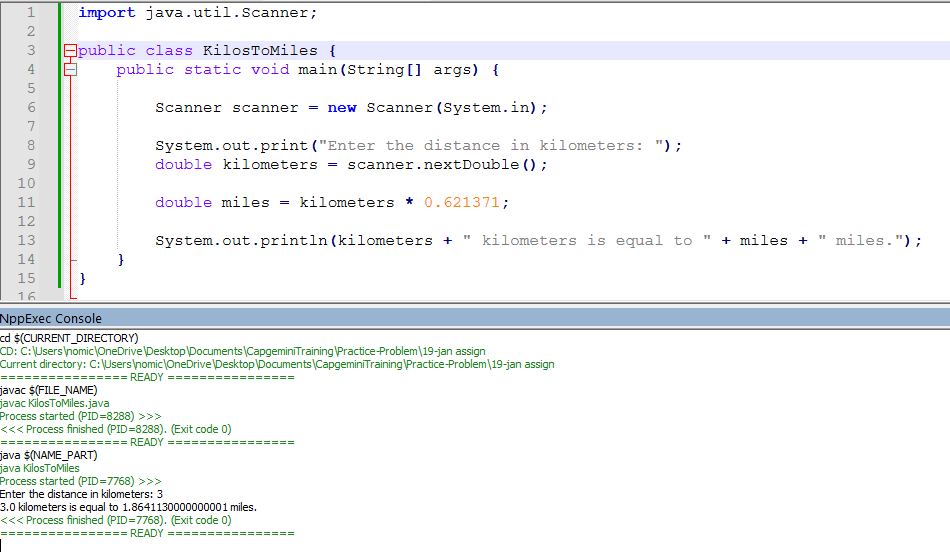 1 import java.util.Scanner;
2
3 public class KilosToMiles {
4 public static void main(String[] args) {
5
6 Scanner scanner = new Scanner(System.in);
7
8 System.out.print("Enter the distance in kilometers: ");
9 double kilometers = scanner.nextDouble();
10
11 double miles = kilometers * 0.621371;
12
13 System.out.println(kilometers + " kilometers is equal to " + miles + " miles.");
14 }
15 }
16
NppExec Console
cd $(CURRENT_DIRECTORY)
CD: C:\Users\nomic\OneDrive\Desktop\Documents\CapgeminiTraining\Practice-Problem\19-jan assign
Current directory: C:\Users\nomic\OneDrive\Desktop\Documents\CapgeminiTraining\Practice-Problem\19-jan assign
================ READY ================
javac $(FILE_NAME)
javac KilosToMiles.java
Process started (PID=8288) >>>
<<< Process finished (PID=8288). (Exit code 0)
================ READY ================
java $(NAME_PART)
java KilosToMiles
Process started (PID=7768) >>>
Enter the distance in kilometers: 3
3.0 kilometers is equal to 1.8641130000000001 miles.
<<< Process finished (PID=7768). (Exit code 0)
================ READY ================